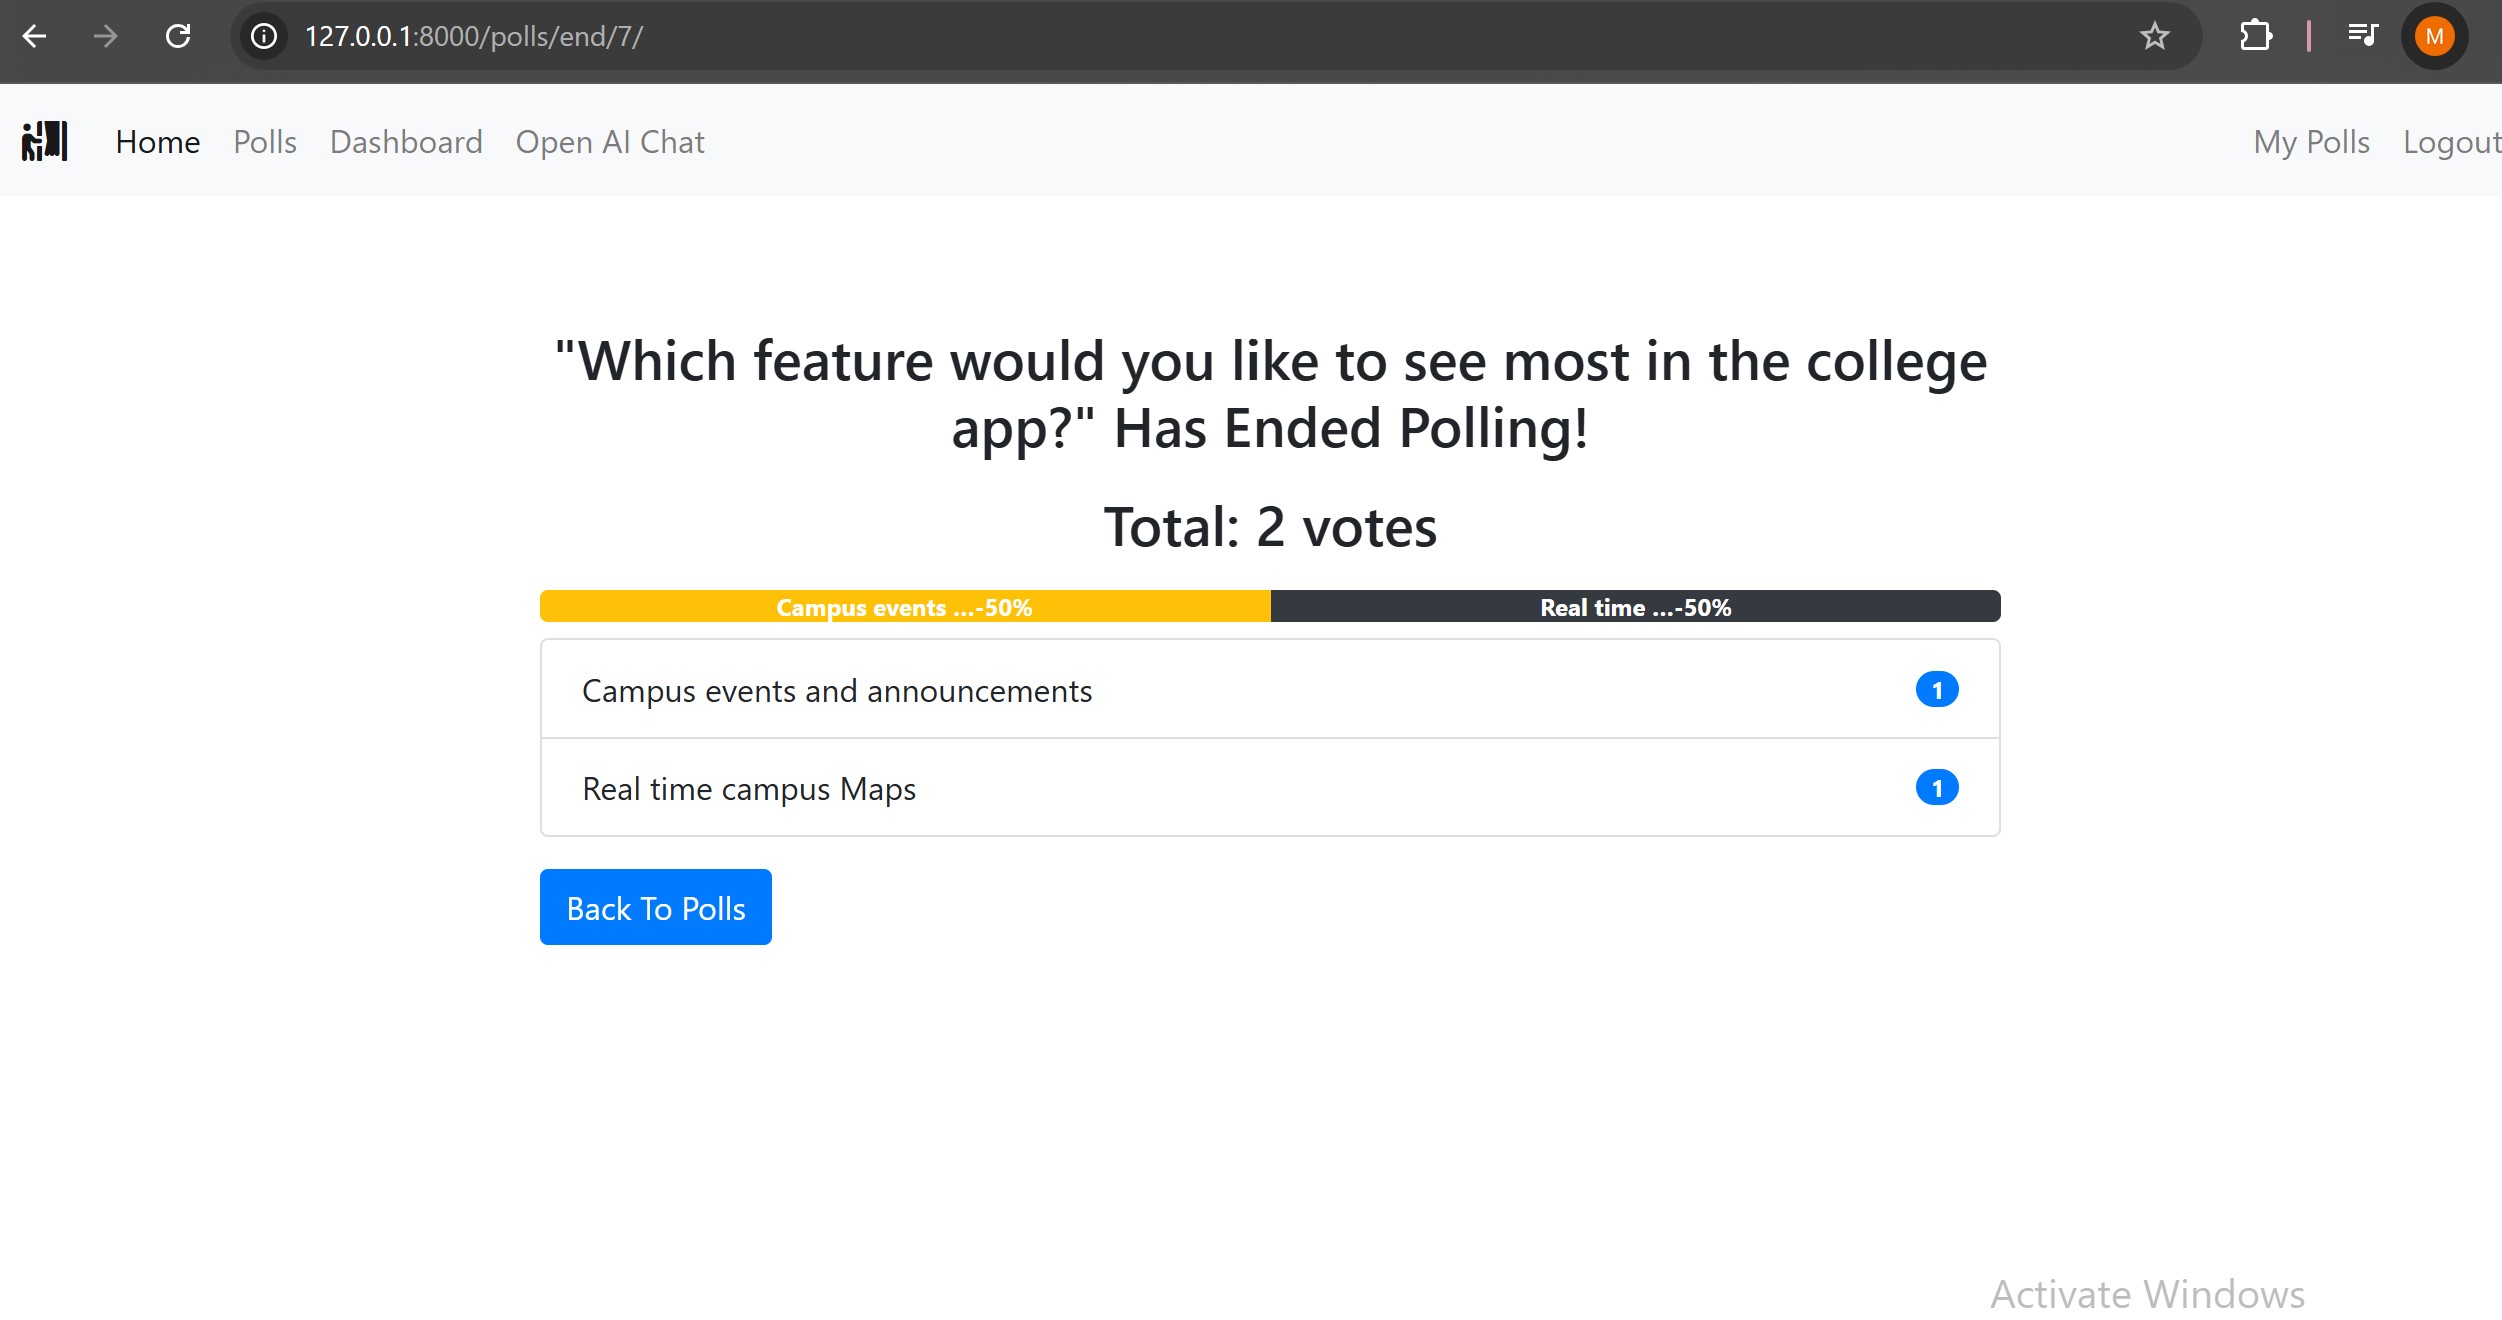 127.0.0.1:8000/polls/end/7/
M
Home Polls Dashboard Open AI Chat My Polls Logout
"Which feature would you like to see most in the college
app?" Has Ended Polling!
Total: 2 votes
Campus events ...-50% Real time ...-50%
Campus events and announcements 1
Real time campus Maps 1
Back To Polls
Activate Windows